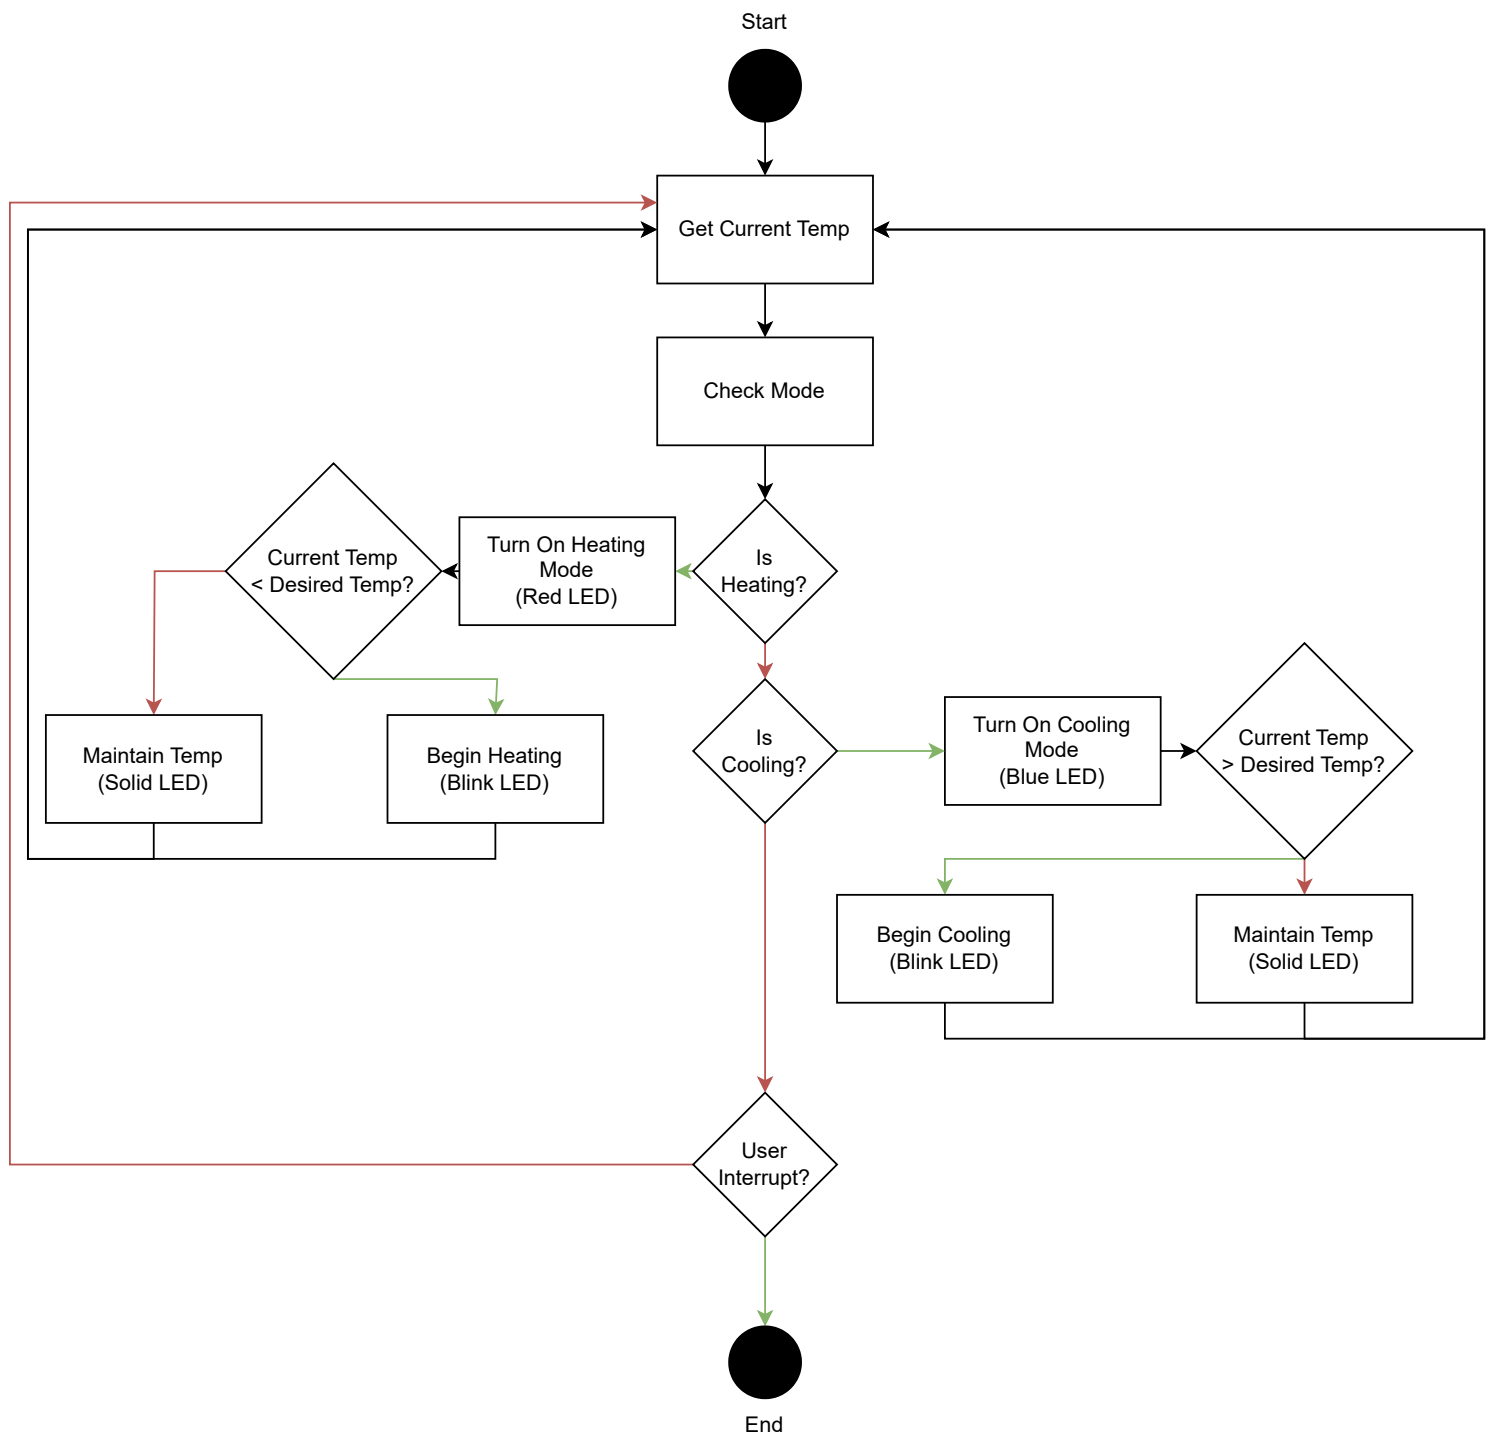 Start
Get Current Temp
Check Mode
Is
Heating?
Turn On Heating
Mode
(Red LED)
Current Temp
< Desired Temp?
Maintain Temp
(Solid LED)
Begin Heating
(Blink LED)
Is
Cooling?
Turn On Cooling
Mode
(Blue LED)
Current Temp
> Desired Temp?
Begin Cooling
(Blink LED)
Maintain Temp
(Solid LED)
User
Interrupt?
End